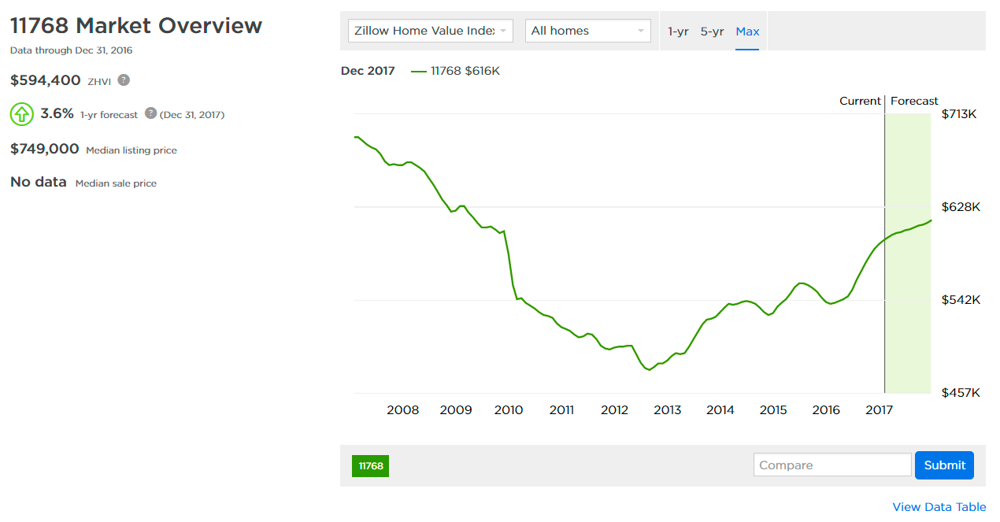 11768 Market Overview
Data through Dec 31, 2016
$594,400 ZHVI ?
3.6% 1-yr forecast ? (Dec 31, 2017)
$749,000 Median listing price
No data Median sale price
Zillow Home Value Index All homes 1-yr 5-yr Max
Dec 2017 11768 $616K
Current Forecast
$713K
$628K
$542K
$457K
2008 2009 2010 2011 2012 2013 2014 2015 2016 2017
11768 Compare Submit
View Data Table